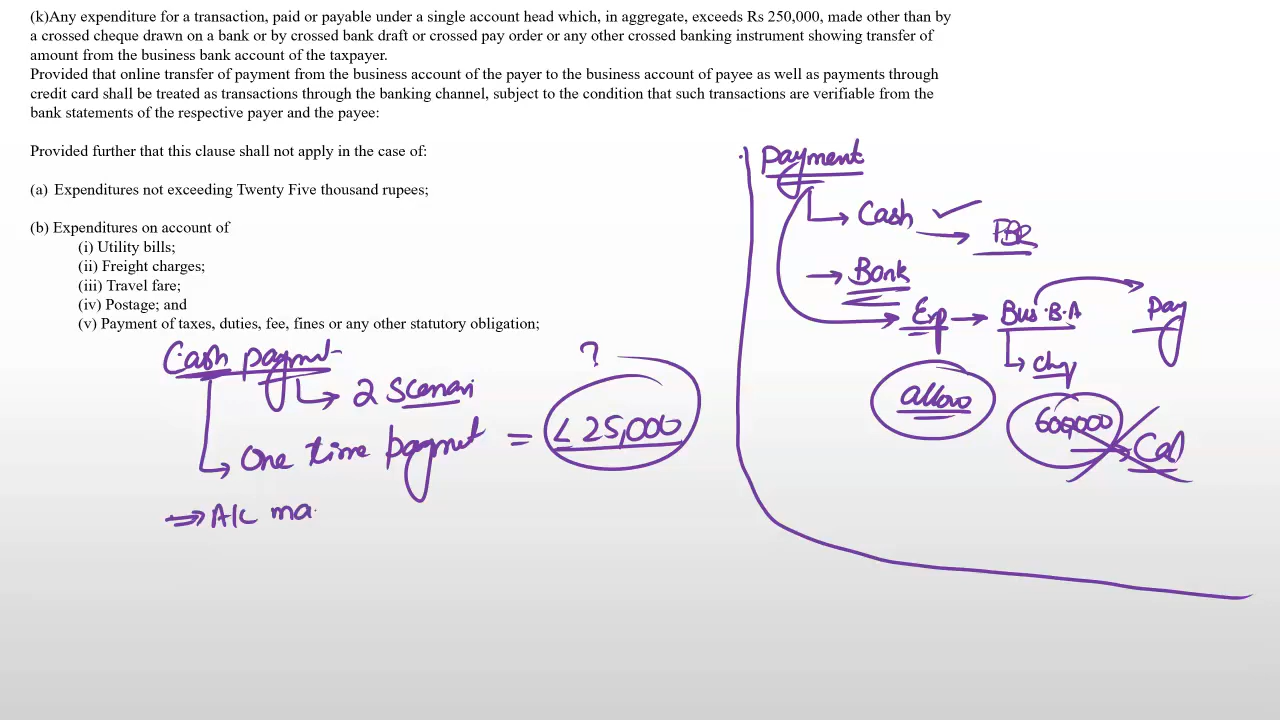 (k)Any expenditure for a transaction, paid or payable under a single account head which, in aggregate, exceeds Rs 250,000, made other than by
a crossed cheque drawn on a bank or by crossed bank draft or crossed pay order or any other crossed banking instrument showing transfer of
amount from the business bank account of the taxpayer.
Provided that online transfer of payment from the business account of the payer to the business account of payee as well as payments through
credit card shall be treated as transactions through the banking channel, subject to the condition that such transactions are verifiable from the
bank statements of the respective payer and the payee:
Provided further that this clause shall not apply in the case of:
(a) Expenditures not exceeding Twenty Five thousand rupees;
(b) Expenditures on account of
(i) Utility bills;
(ii) Freight charges;
(iii) Travel fare;
(iv) Postage; and
(v) Payment of taxes, duties, fee, fines or any other statutory obligation;
Cash paymt
→ 2 Scenari
?
→ One time paymut = < 25,000
⇒ A/C ma
Payment
→ Cash ✓
→ FBR
→ Bank
→ Exp → Bus.B.A
Pay
→ Chq
allow
600,000